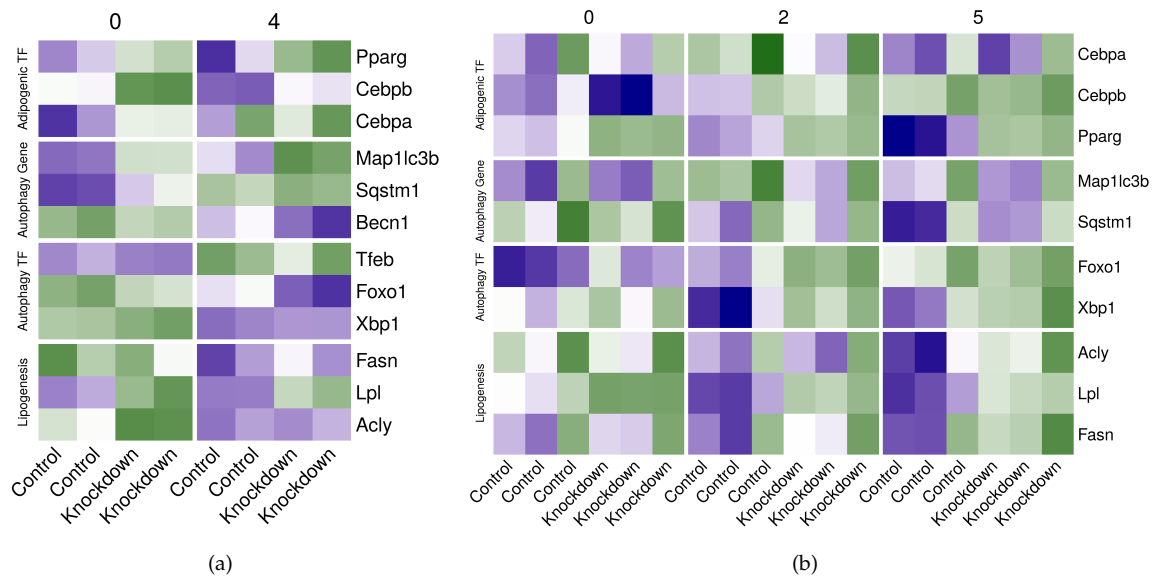 0 4
Adipogenic TF
Pparg
Cebpb
Cebpa
Autophagy Gene
Map1lc3b
Sqstm1
Becn1
Autophagy TF
Tfeb
Foxo1
Xbp1
Lipogenesis
Fasn
Lpl
Acly
Control Control Knockdown Knockdown Control Control Knockdown Knockdown
(a)
0 2 5
Adipogenic TF
Cebpa
Cebpb
Pparg
Autophagy Gene
Map1lc3b
Sqstm1
Autophagy TF
Foxo1
Xbp1
Lipogenesis
Acly
Lpl
Fasn
Control Control Control Knockdown Knockdown Knockdown Control Control Control Knockdown Knockdown Knockdown Control Control Control Knockdown Knockdown Knockdown
(b)